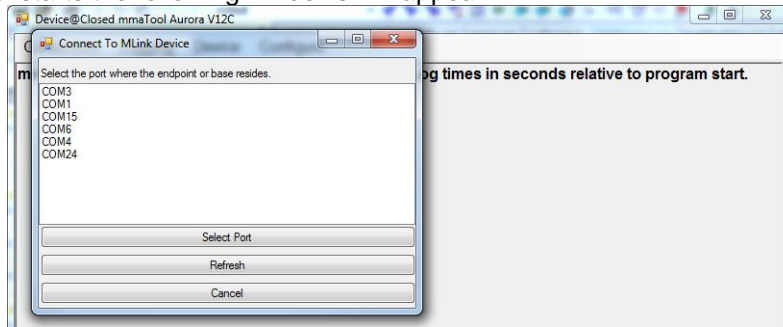 Device@Closed mmaTool Aurora V12C
Connect To MLink Device
Select the port where the endpoint or base resides.
og times in seconds relative to program start.
COM3
COM1
COM15
COM6
COM4
COM24
Select Port
Refresh
Cancel